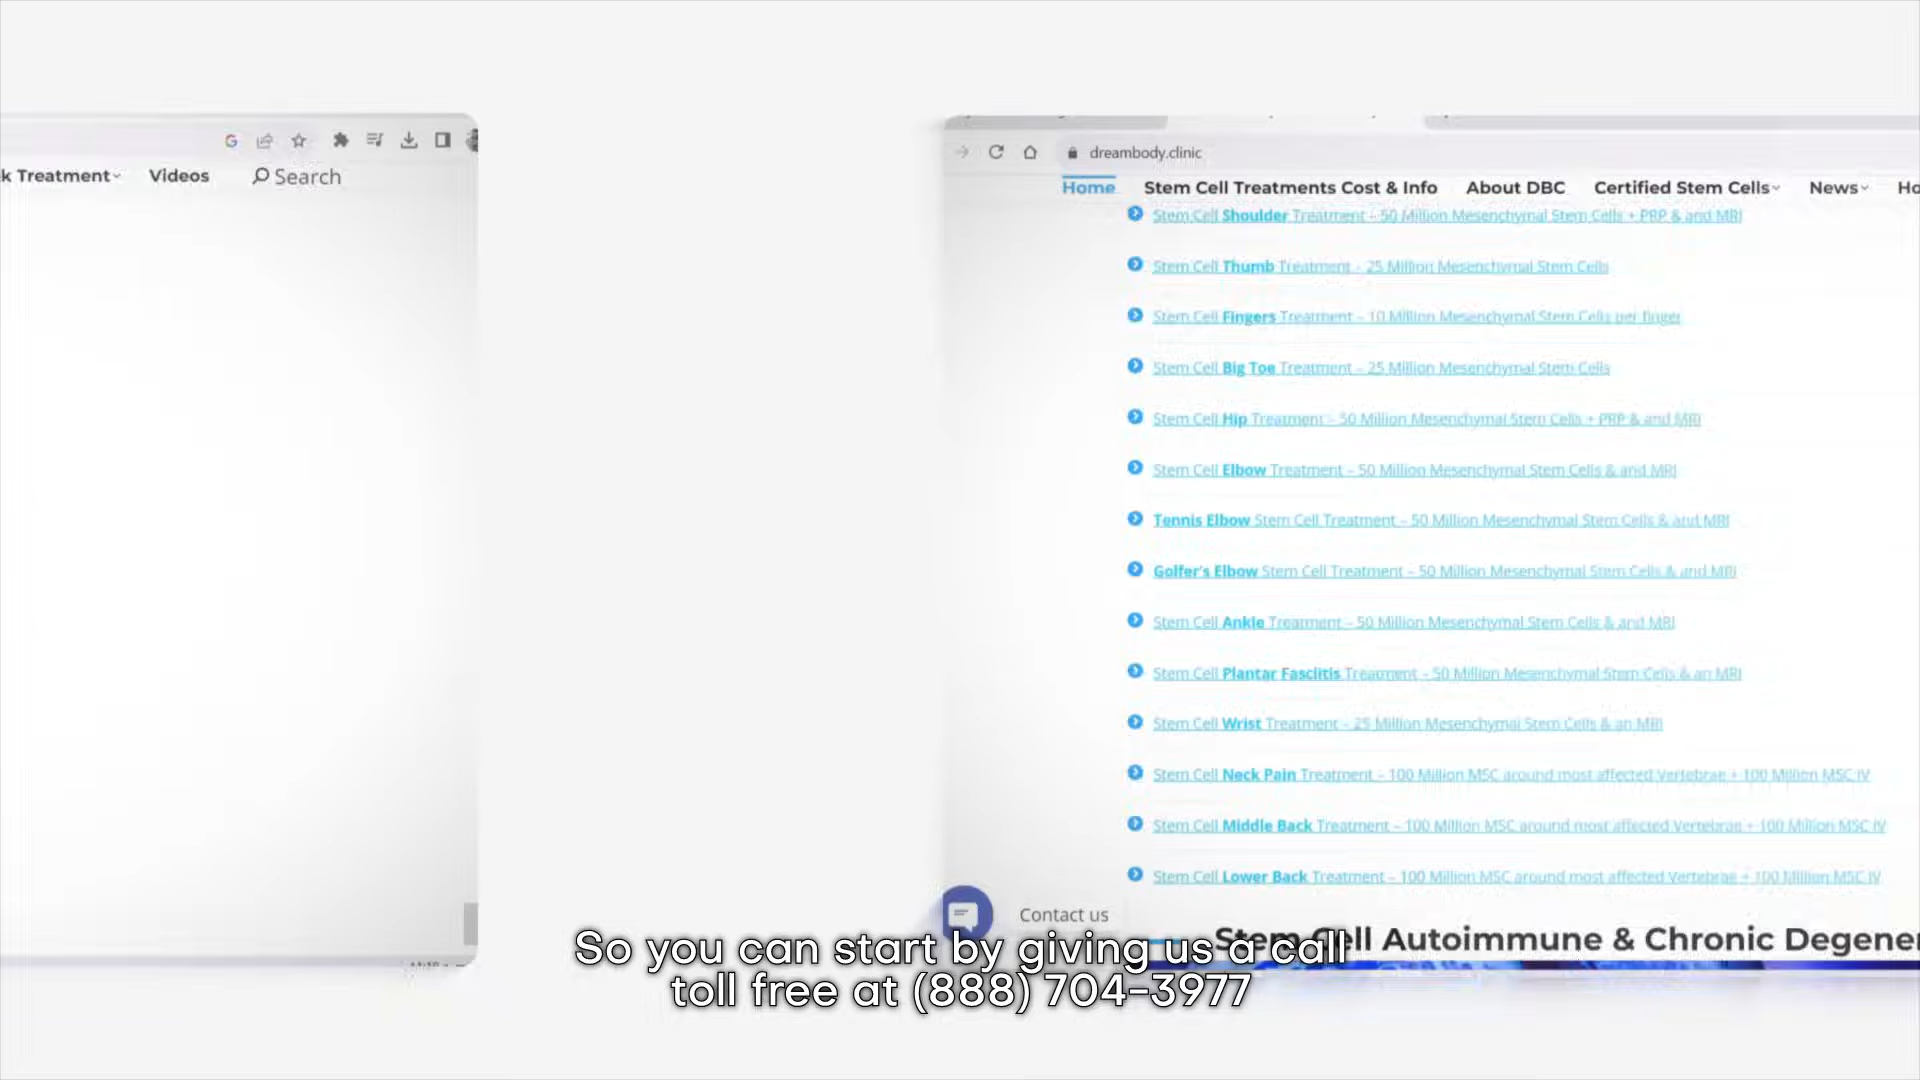 k Treatment
Videos
Search
dreambody.clinic
Home
Stem Cell Treatments Cost & Info
About DBC
Certified Stem Cells
News
Ho
Stem Cell Shoulder Treatment – 50 Million Mesenchymal Stem Cells + PRP & and MRI
Stem Cell Thumb Treatment – 25 Million Mesenchymal Stem Cells
Stem Cell Fingers Treatment – 10 Million Mesenchymal Stem Cells per finger
Stem Cell Big Toe Treatment – 25 Million Mesenchymal Stem Cells
Stem Cell Hip Treatment – 50 Million Mesenchymal Stem Cells + PRP & and MRI
Stem Cell Elbow Treatment – 50 Million Mesenchymal Stem Cells & and MRI
Tennis Elbow Stem Cell Treatment – 50 Million Mesenchymal Stem Cells & and MRI
Golfer's Elbow Stem Cell Treatment – 50 Million Mesenchymal Stem Cells & and MRI
Stem Cell Ankle Treatment – 50 Million Mesenchymal Stem Cells & and MRI
Stem Cell Plantar Fasciitis Treatment – 50 Million Mesenchymal Stem Cells & an MRI
Stem Cell Wrist Treatment – 25 Million Mesenchymal Stem Cells & an MRI
Stem Cell Neck Pain Treatment – 100 Million MSC around most affected Vertebrae + 100 Million MSC IV
Stem Cell Middle Back Treatment – 100 Million MSC around most affected Vertebrae + 100 Million MSC IV
Stem Cell Lower Back Treatment – 100 Million MSC around most affected Vertebrae + 100 Million MSC IV
Contact us
Stem Cell Autoimmune & Chronic Degener
So you can start by giving us a call
toll free at (888) 704-3977